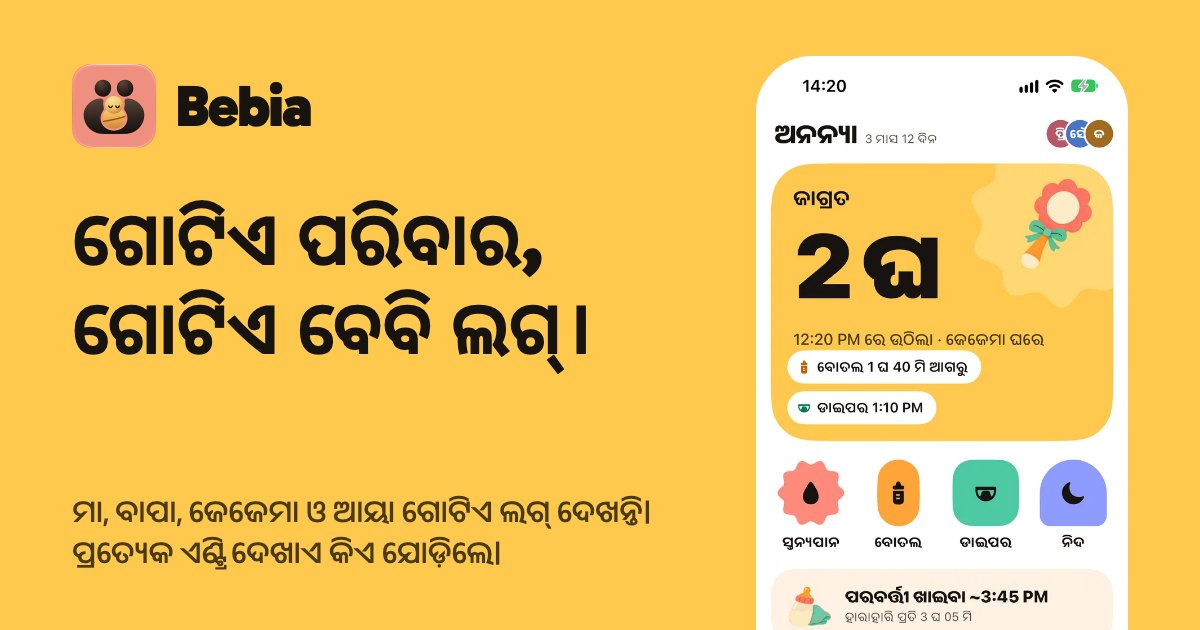 Bebia
ଗୋଟିଏ ପରିବାର,
ଗୋଟିଏ ବେବି ଲଗ୍।
ମା, ବାପା, ଜେଜେମା ଓ ଆୟା ଗୋଟିଏ ଲଗ୍ ଦେଖନ୍ତି।
ପ୍ରତ୍ୟେକ ଏଣ୍ଟ୍ରି ଦେଖାଏ କିଏ ଯୋଡ଼ିଲେ।
14:20
ଅନନ୍ୟା 3 ମାସ 12 ଦିନ ପ୍ରି ସୌ କ
ଜାଗ୍ରତ
2 ଘ
12:20 PM ରେ ଉଠିଲା · ଜେଜେମା ଘରେ
ବୋତଲ 1 ଘ 40 ମି ଆଗରୁ
ଡାଇପର 1:10 PM
ସ୍ତନ୍ୟପାନ ବୋତଲ ଡାଇପର ନିଦ
ପରବର୍ତ୍ତୀ ଖାଇବା ~3:45 PM
ହାରାହାରି ପ୍ରତି 3 ଘ 05 ମି